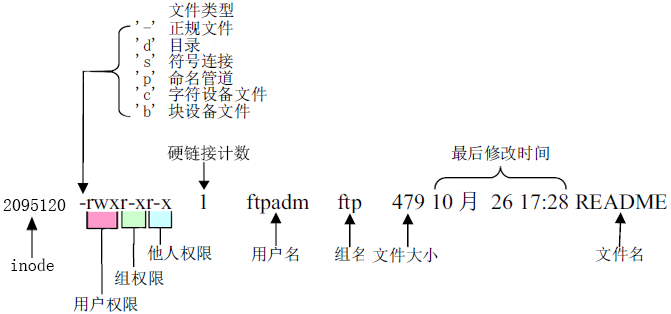 文件类型
'-' 正规文件
'd' 目录
's' 符号连接
'p' 命名管道
'c' 字符设备文件
'b' 块设备文件
硬链接计数
最后修改时间
2095120 -rwxr-xr-x 1 ftpadm ftp 479 10 月 26 17:28 README
inode
用户权限
组权限
他人权限
用户名
组名
文件大小
文件名